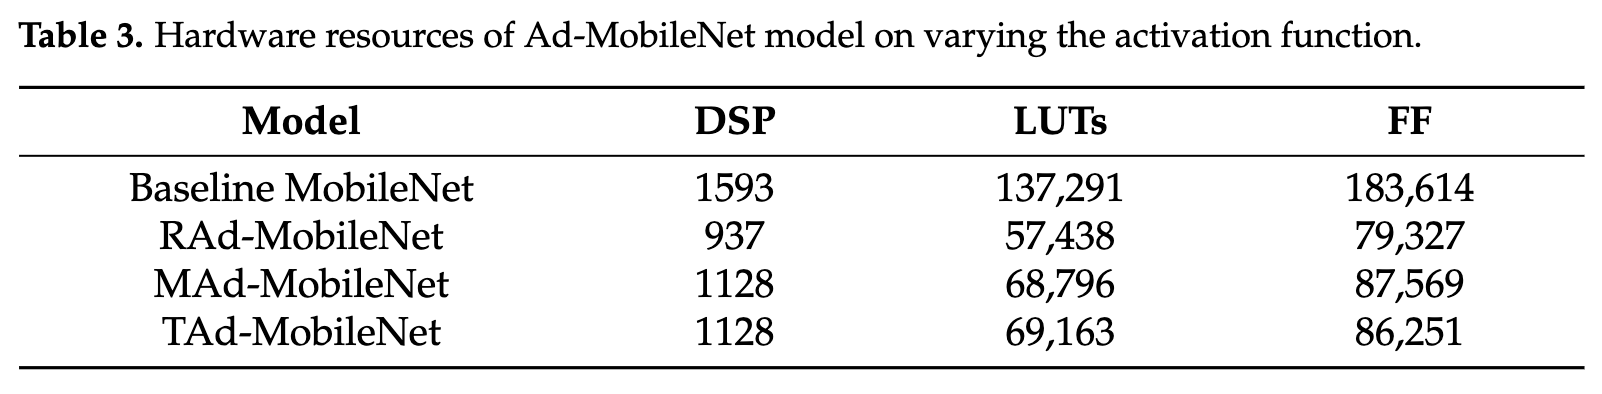 Table 3. Hardware resources of Ad-MobileNet model on varying the activation function.
Model DSP LUTs FF
Baseline MobileNet 1593 137,291 183,614
RAd-MobileNet 937 57,438 79,327
MAd-MobileNet 1128 68,796 87,569
TAd-MobileNet 1128 69,163 86,251